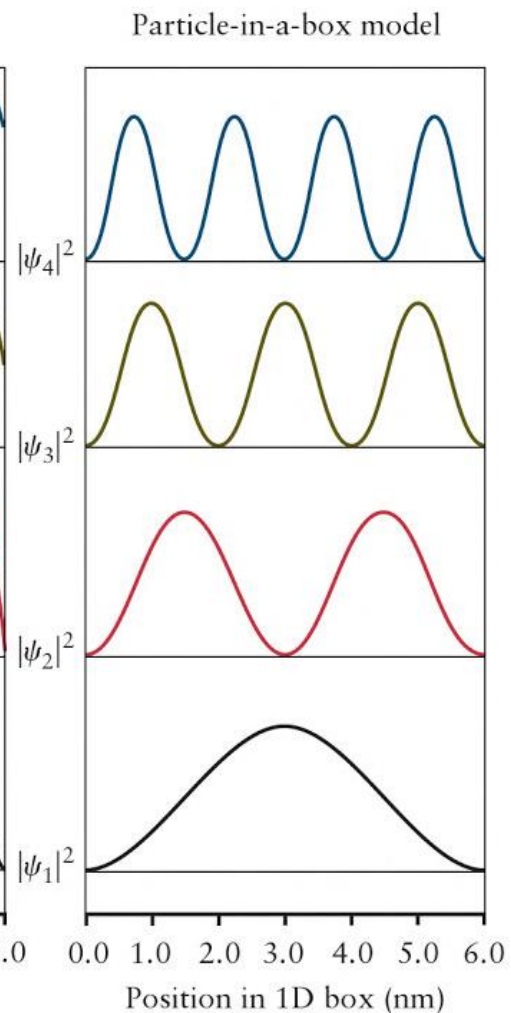 Particle-in-a-box model
|ψ₄|²
|ψ₃|²
|ψ₂|²
|ψ₁|²
.0 0.0 1.0 2.0 3.0 4.0 5.0 6.0
Position in 1D box (nm)